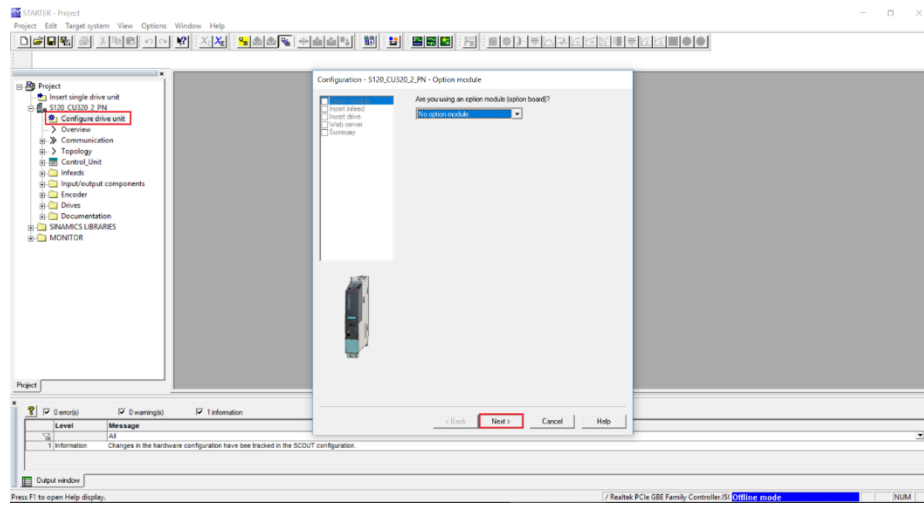 STARTER - Project
Project Edit Target system View Options Window Help
Project
Insert single drive unit
S120_CU320_2_PN
Configure drive unit
Overview
Communication
Topology
Control_Unit
Infeeds
Input/output components
Encoder
Drives
Documentation
SINAMICS LIBRARIES
MONITOR
Project
Configuration - S120_CU320_2_PN - Option module
Insert infeed
Insert drive
Web server
Summary
Are you using an option module (option board)?
No option module
< Back Next > Cancel Help
0 error(s) 0 warning(s) 1 information
Level Message
All
1 Information Changes in the hardware configuration have bee tracked in the SCOUT configuration.
Output window
Press F1 to open Help display.
Realtek PCIe GBE Family Controller.IS( Offline mode NUM